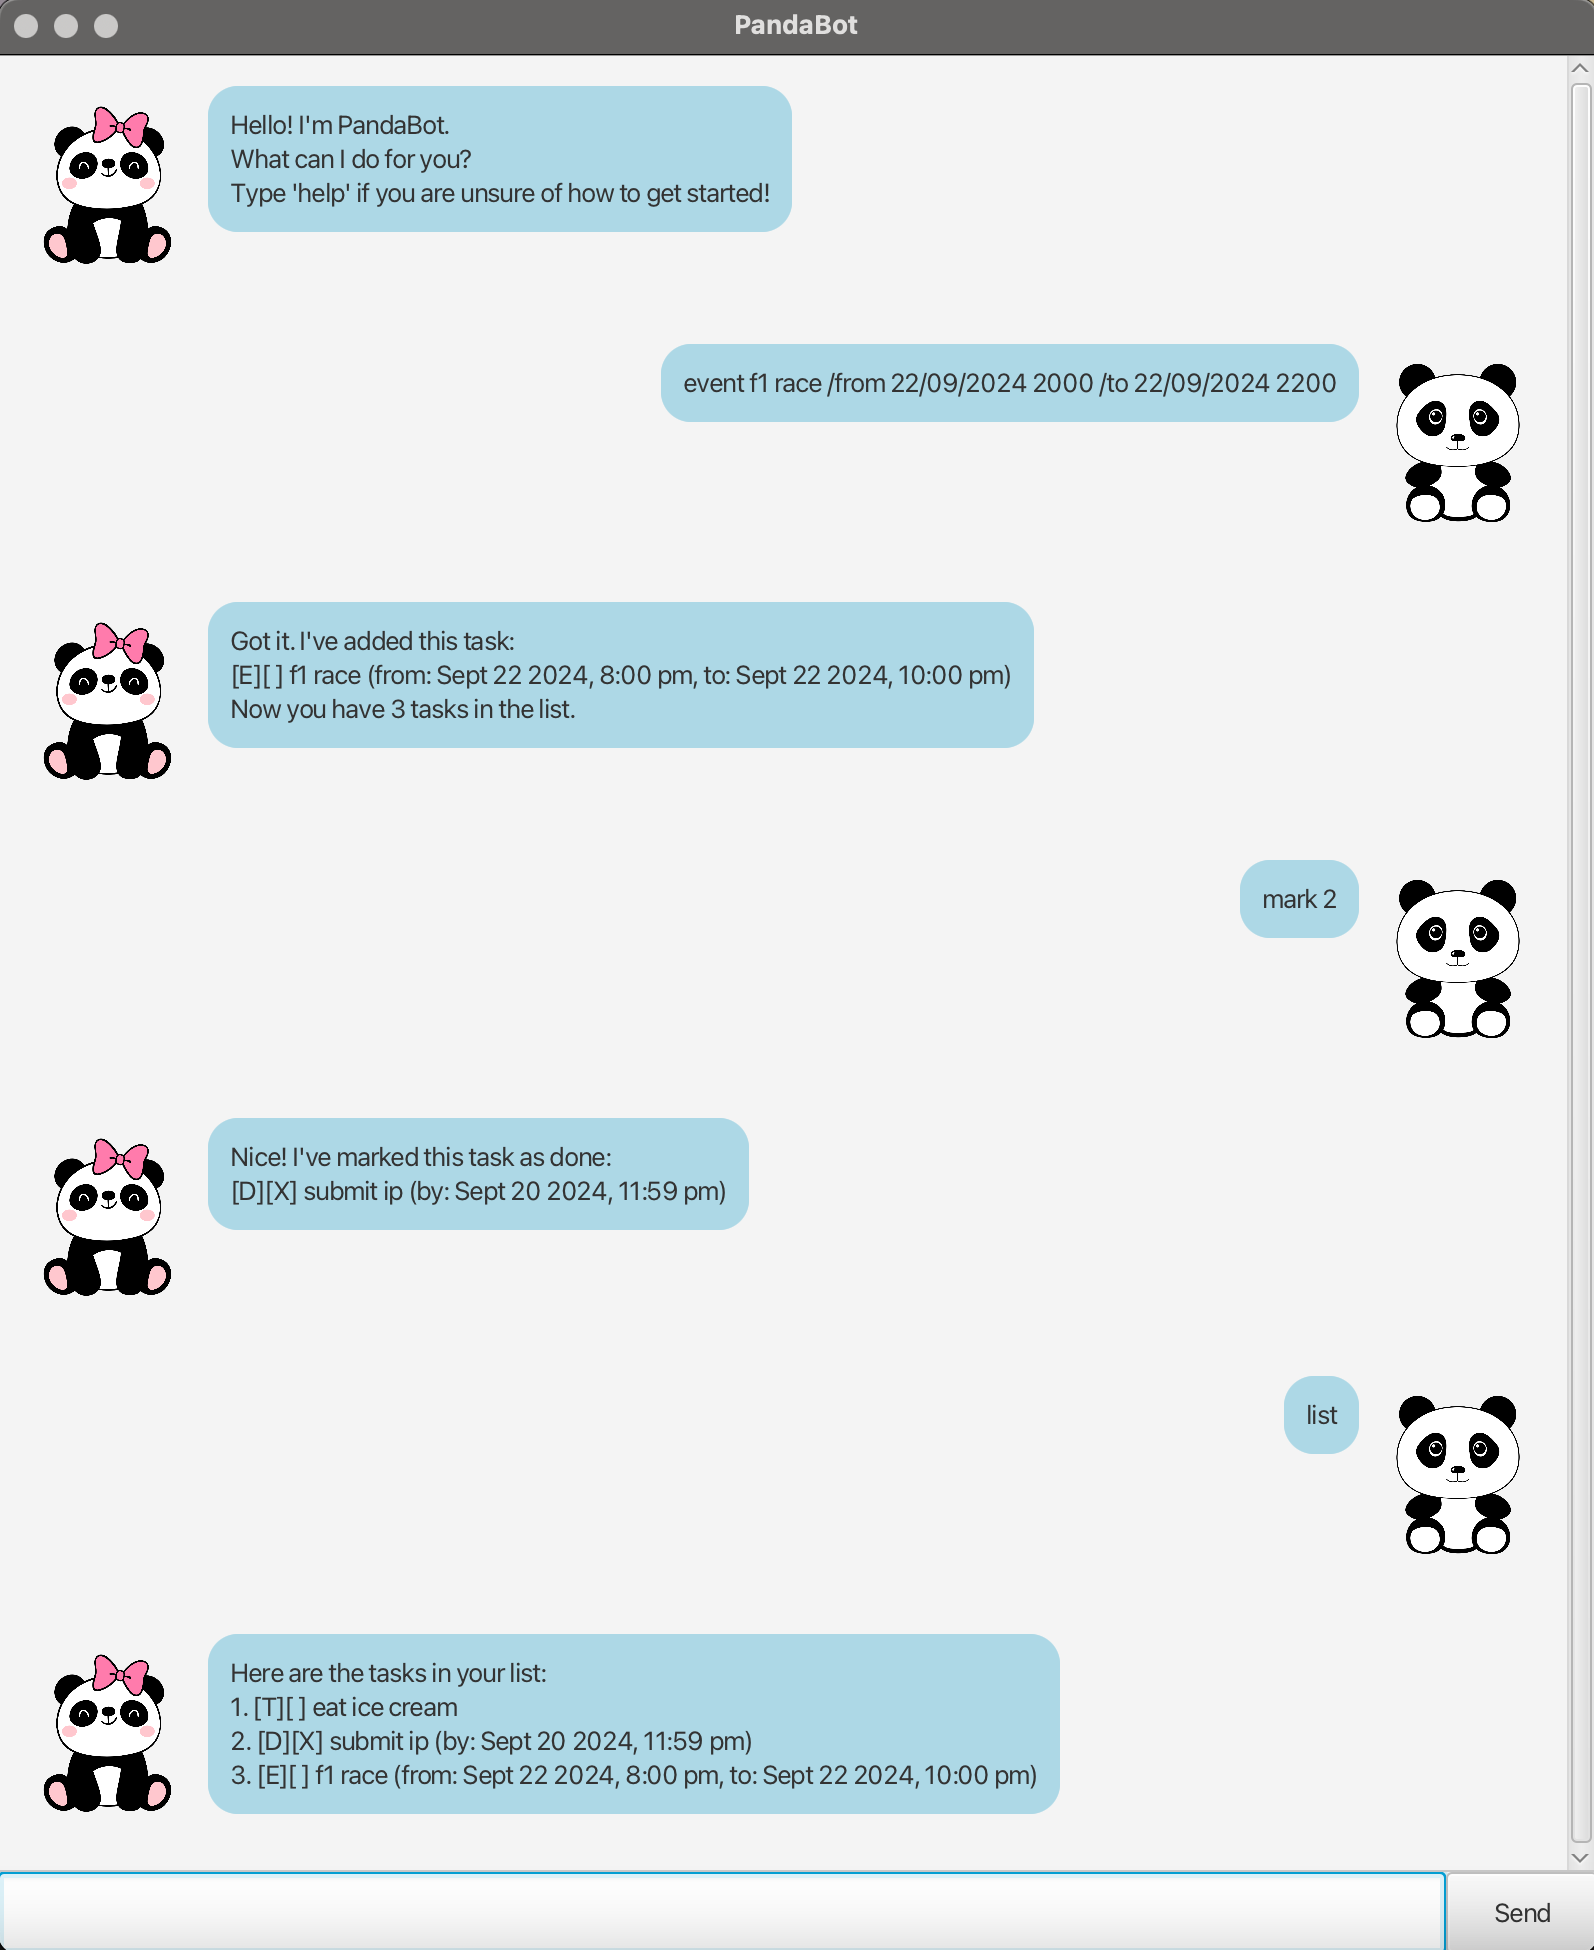 PandaBot
Hello! I'm PandaBot.
What can I do for you?
Type 'help' if you are unsure of how to get started!
event f1 race /from 22/09/2024 2000 /to 22/09/2024 2200
Got it. I've added this task:
[E][ ] f1 race (from: Sept 22 2024, 8:00 pm, to: Sept 22 2024, 10:00 pm)
Now you have 3 tasks in the list.
mark 2
Nice! I've marked this task as done:
[D][X] submit ip (by: Sept 20 2024, 11:59 pm)
list
Here are the tasks in your list:
1. [T][ ] eat ice cream
2. [D][X] submit ip (by: Sept 20 2024, 11:59 pm)
3. [E][ ] f1 race (from: Sept 22 2024, 8:00 pm, to: Sept 22 2024, 10:00 pm)
Send